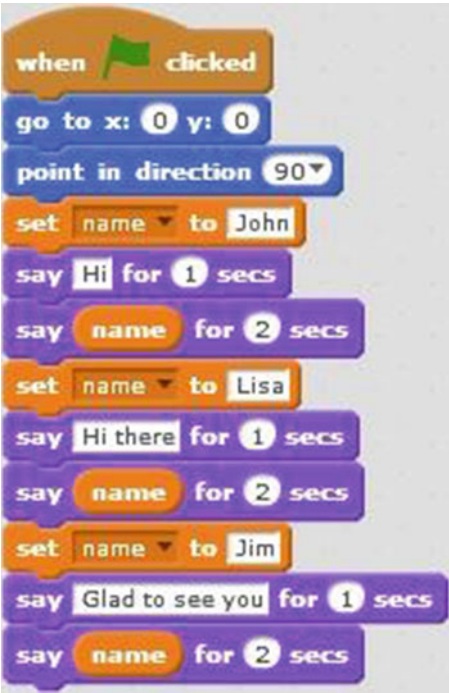 when clicked
go to x: 0 y: 0
point in direction 90
set name to John
say Hi for 1 secs
say name for 2 secs
set name to Lisa
say Hi there for 1 secs
say name for 2 secs
set name to Jim
say Glad to see you for 1 secs
say name for 2 secs